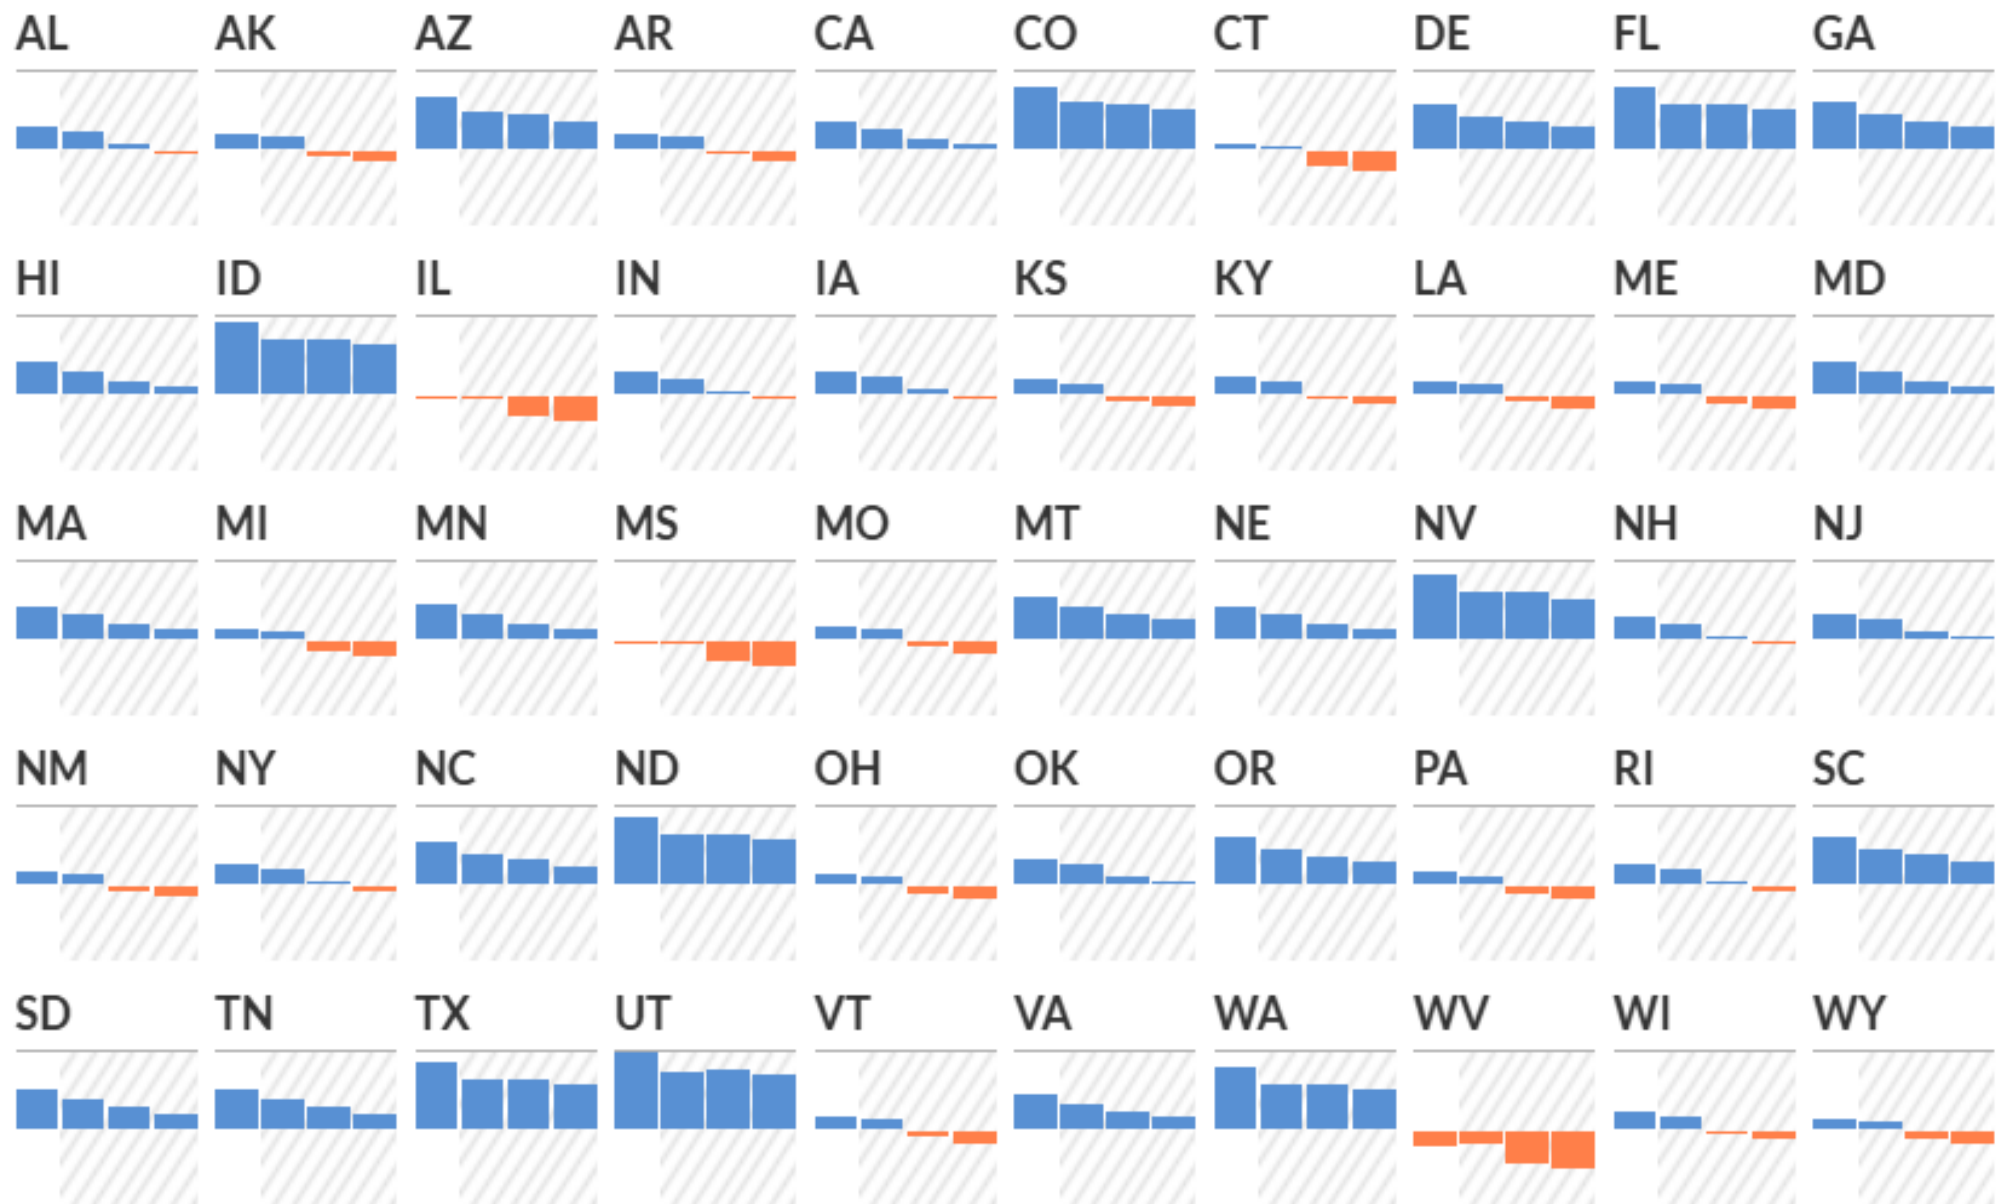 AL AK AZ AR CA CO CT DE FL GA
HI ID IL IN IA KS KY LA ME MD
MA MI MN MS MO MT NE NV NH NJ
NM NY NC ND OH OK OR PA RI SC
SD TN TX UT VT VA WA WV WI WY